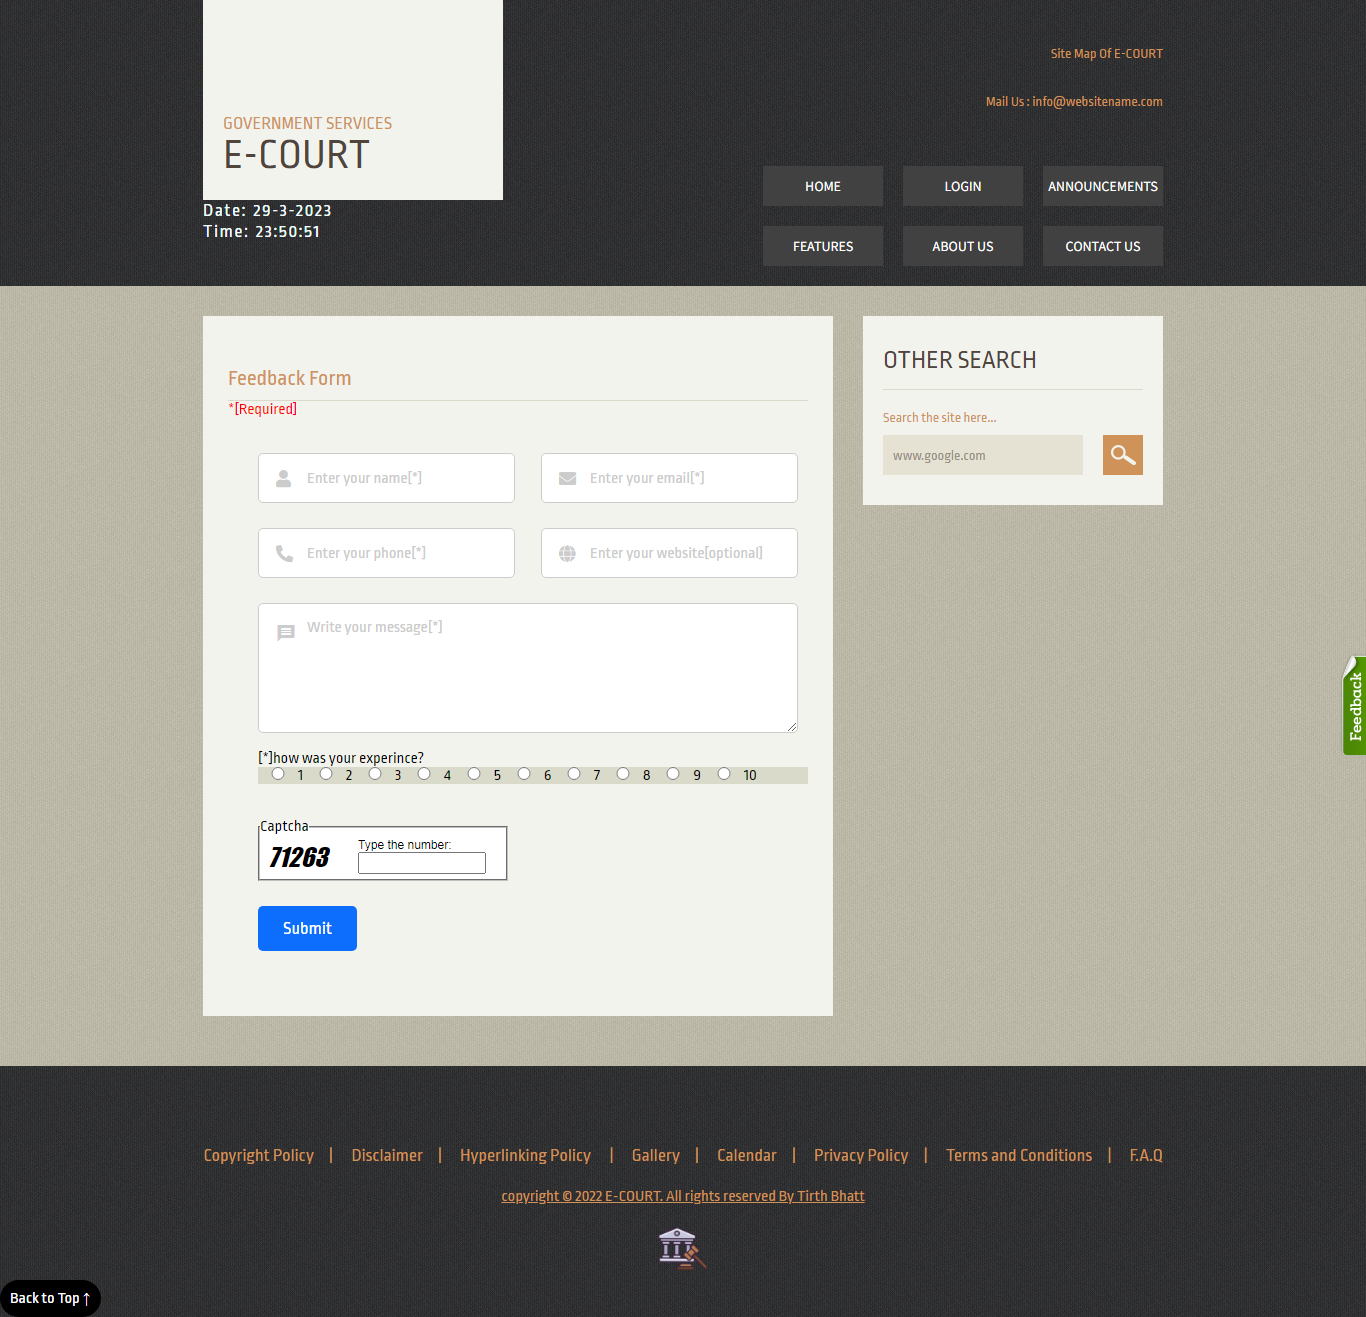 GOVERNMENT SERVICES
E-COURT
Date: 29-3-2023
Time: 23:50:51
Site Map Of E-COURT
Mail Us : info@websitename.com
HOME LOGIN ANNOUNCEMENTS
FEATURES ABOUT US CONTACT US
Feedback Form
*[Required]
Enter your name[*] Enter your email[*]
Enter your phone[*] Enter your website[optional]
Write your message[*]
[*]how was your experince?
1 2 3 4 5 6 7 8 9 10
Captcha
71263
Type the number:
Submit
OTHER SEARCH
Search the site here...
www.google.com
Feedback
Copyright Policy | Disclaimer | Hyperlinking Policy | Gallery | Calendar | Privacy Policy | Terms and Conditions | F.A.Q
copyright © 2022 E-COURT. All rights reserved By Tirth Bhatt
Back to Top ↑